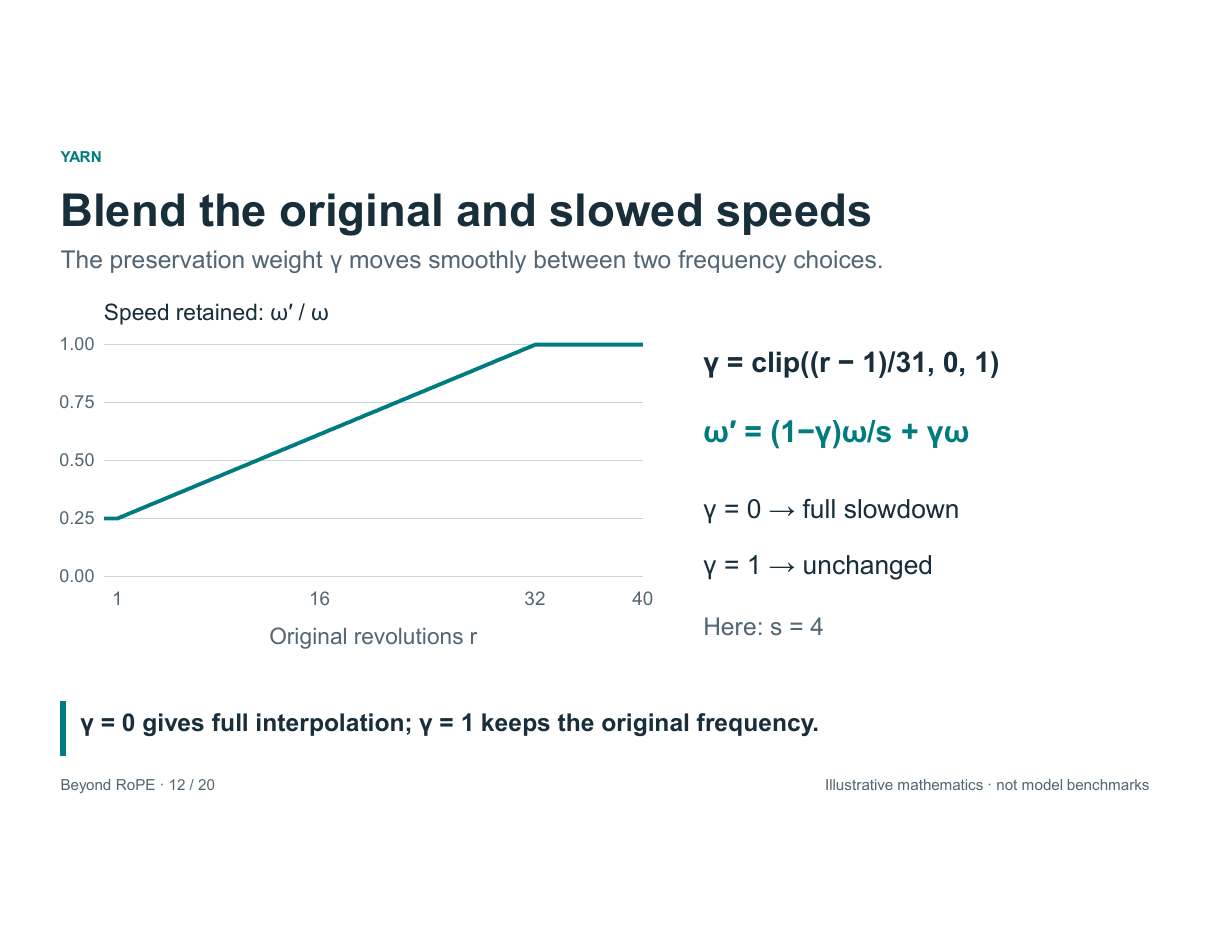 YARN
Blend the original and slowed speeds
The preservation weight γ moves smoothly between two frequency choices.
Speed retained: ω′ / ω
1.00
0.75
0.50
0.25
0.00
1 16 32 40
Original revolutions r
γ = clip((r − 1)/31, 0, 1)
ω′ = (1−γ)ω/s + γω
γ = 0 → full slowdown
γ = 1 → unchanged
Here: s = 4
γ = 0 gives full interpolation; γ = 1 keeps the original frequency.
Beyond RoPE · 12 / 20
Illustrative mathematics · not model benchmarks